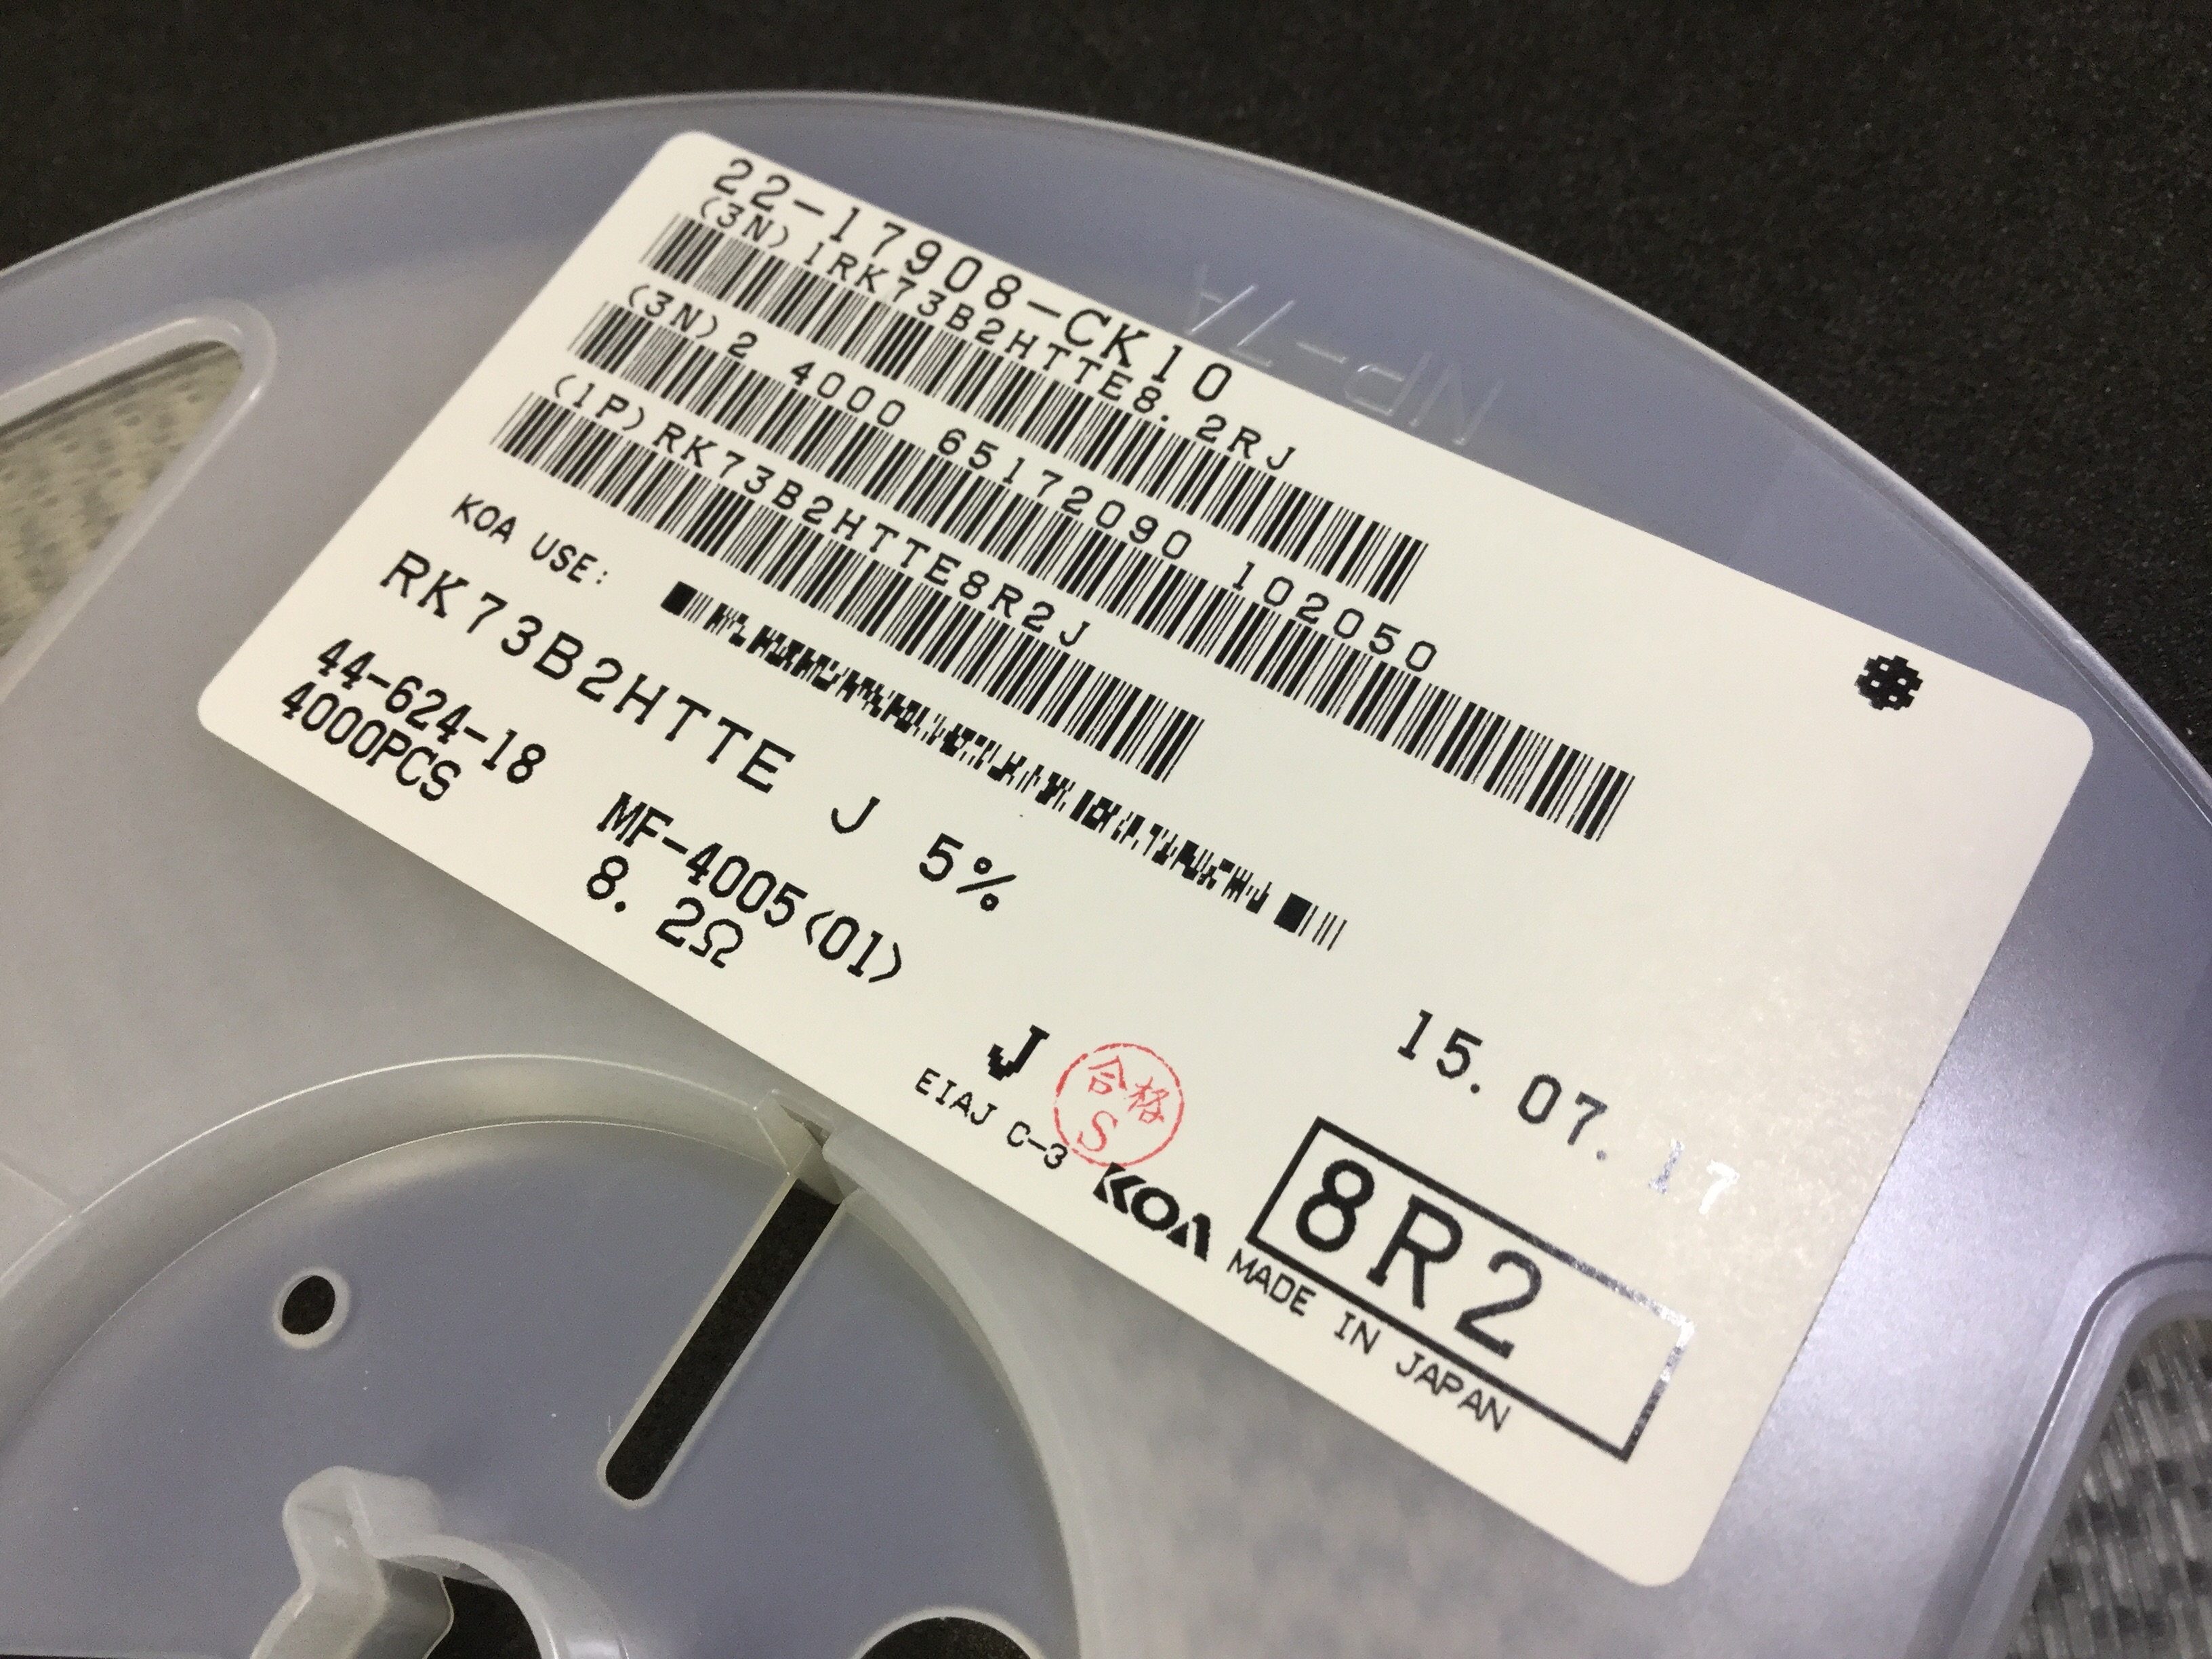 22-17908-CK10
(3N)1RK73B2HTTE8.2RJ
(3N)2 4000 65172090 102050
(1P)RK73B2HTTE8R2J
KOA USE:
RK73B2HTTE J 5%
44-624-18 MF-4005(01)
4000PCS 8.2Ω
15.07.17
J
合格
S
EIAJ C-3
KOA
8R2
MADE IN JAPAN
NP-7A